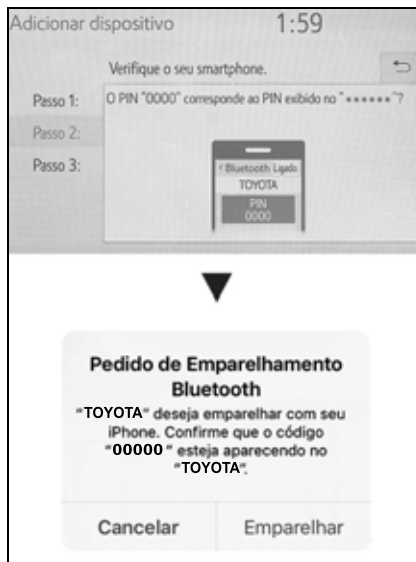 Adicionar dispositivo 1:59
Verifique o seu smartphone.
Passo 1:
O PIN "0000" corresponde ao PIN exibido no "••••••"?
Passo 2:
Passo 3:
‹ Bluetooth Ligado
TOYOTA
PIN
0000
Pedido de Emparelhamento
Bluetooth
"TOYOTA" deseja emparelhar com seu
iPhone. Confirme que o código
"00000" esteja aparecendo no
"TOYOTA".
Cancelar Emparelhar